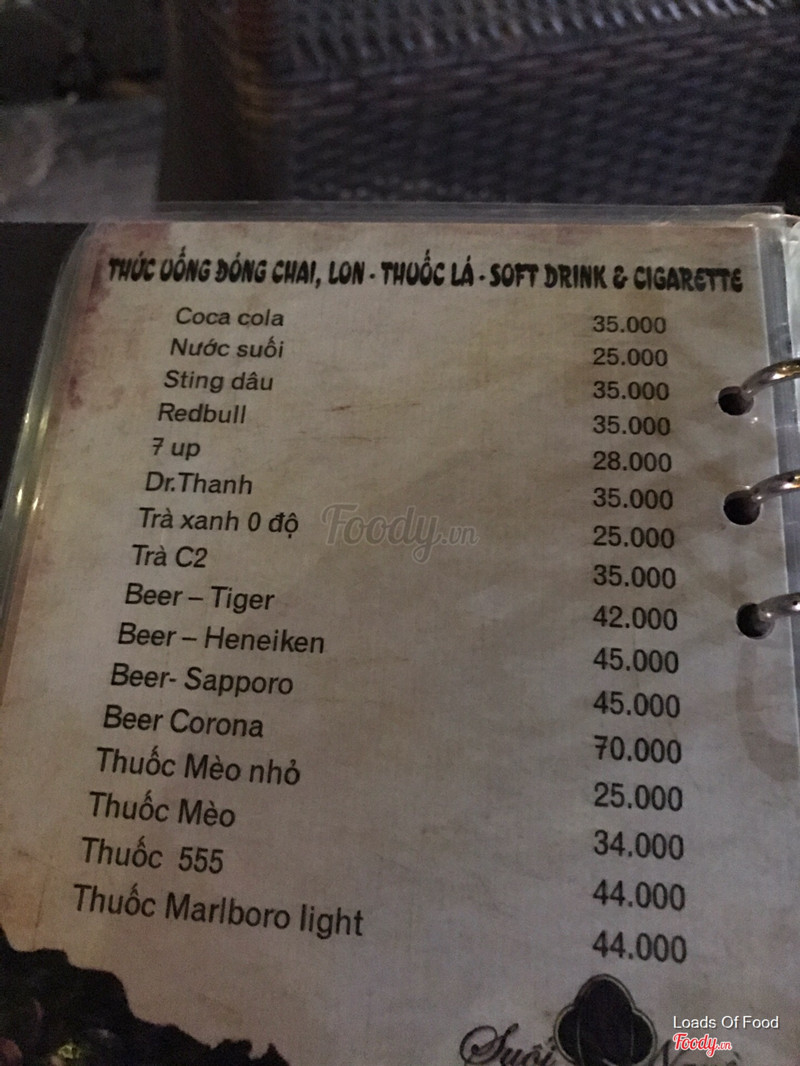 THỨC UỐNG ĐÓNG CHAI, LON - THUỐC LÁ - SOFT DRINK & CIGARETTE
Coca cola 35.000
Nước suối 25.000
Sting dâu 35.000
Redbull 35.000
7 up 28.000
Dr.Thanh 35.000
Trà xanh 0 độ 25.000
Trà C2 35.000
Beer – Tiger 42.000
Beer – Heneiken 45.000
Beer- Sapporo 45.000
Beer Corona 70.000
Thuốc Mèo nhỏ 25.000
Thuốc Mèo 34.000
Thuốc 555 44.000
Thuốc Marlboro light 44.000
Foody.vn
Suối
Loads Of Food
Foody.vn